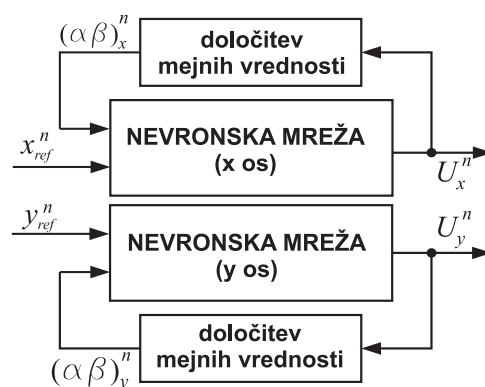 (αβ)ₓⁿ
določitev
mejnih vrednosti
x_refⁿ
NEVRONSKA MREŽA
(x os)
Uₓⁿ
y_refⁿ
NEVRONSKA MREŽA
(y os)
U_yⁿ
(αβ)_yⁿ
določitev
mejnih vrednosti